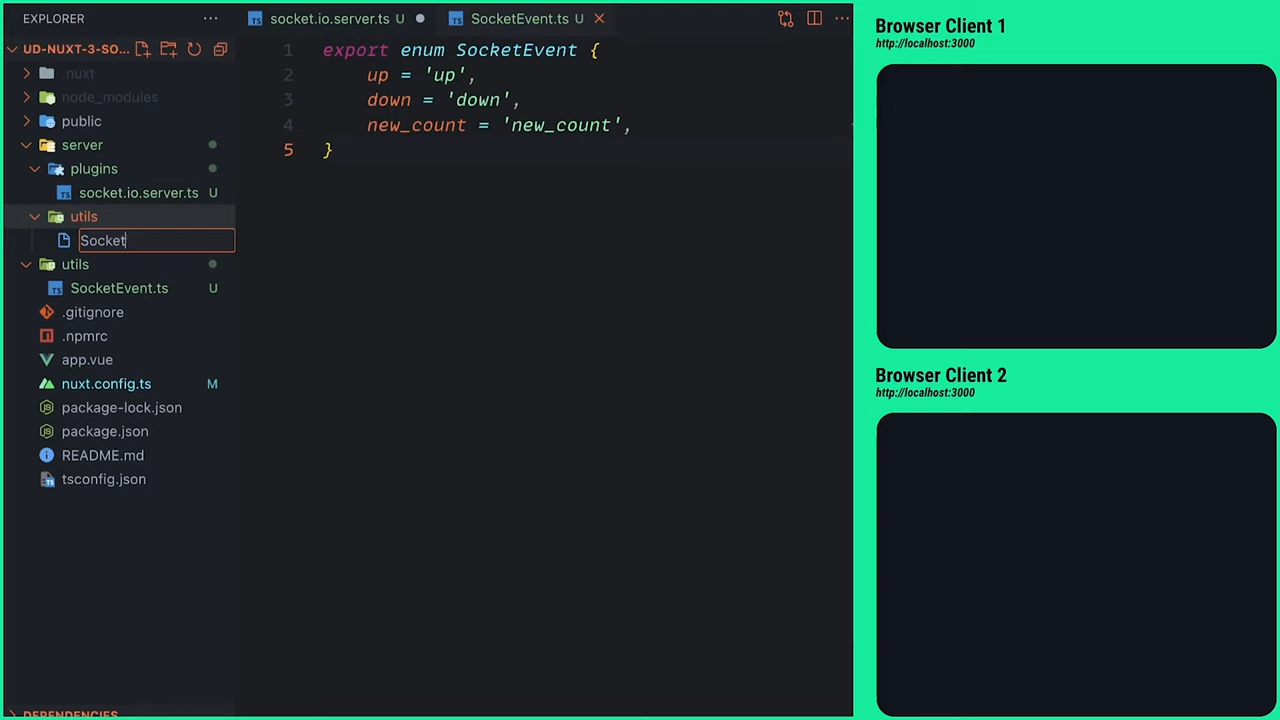 EXPLORER
UD-NUXT-3-SO...
.nuxt
node_modules
public
server
plugins
socket.io.server.ts U
utils
Socket
utils
SocketEvent.ts U
.gitignore
.npmrc
app.vue
nuxt.config.ts M
package-lock.json
package.json
README.md
tsconfig.json
DEPENDENCIES
socket.io.server.ts U
SocketEvent.ts U
1 export enum SocketEvent {
2 up = 'up',
3 down = 'down',
4 new_count = 'new_count',
5 }
Browser Client 1
http://localhost:3000
Browser Client 2
http://localhost:3000